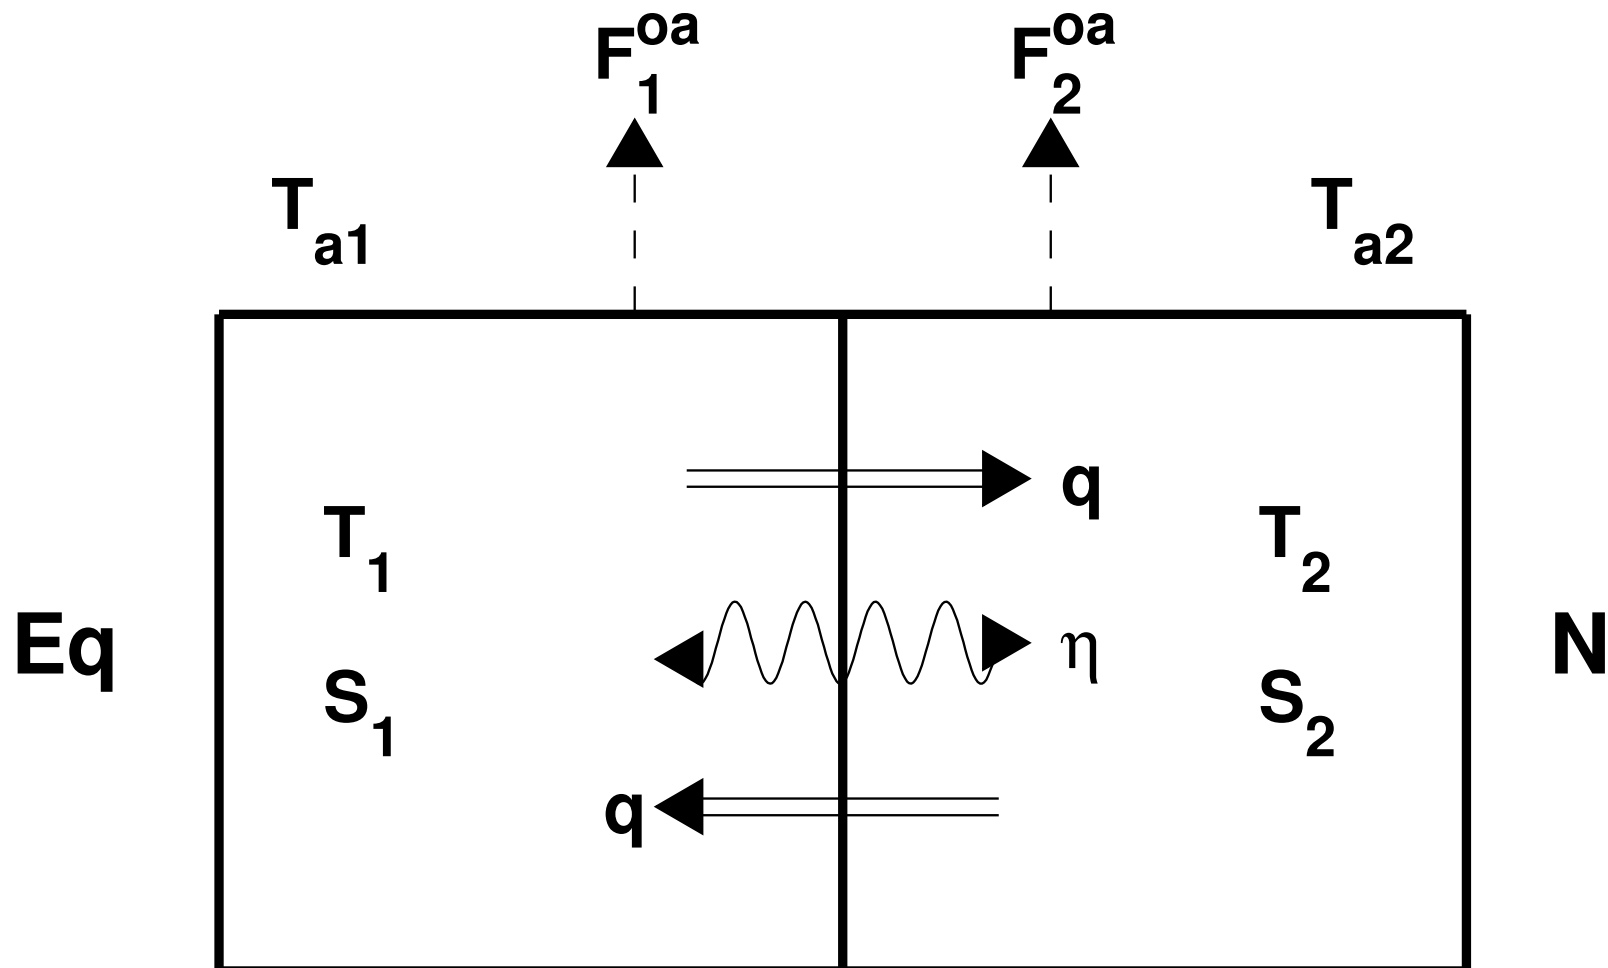 F₁ᵒᵃ F₂ᵒᵃ
Tₐ₁ Tₐ₂
q
T₁ T₂
Eq η N
S₁ S₂
q